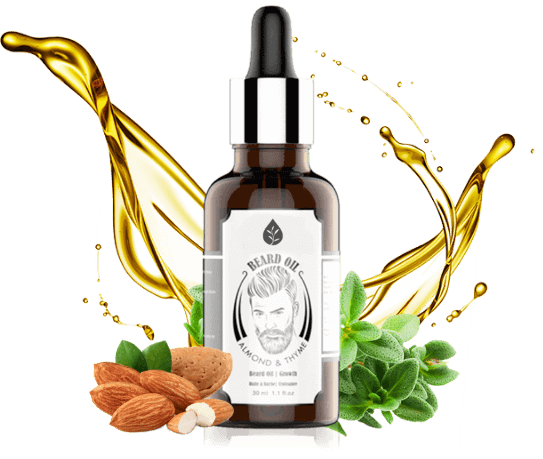 BEARD OIL
ALMOND & THYME
Beard Oil | Growth
30 ml 1.1 fl oz